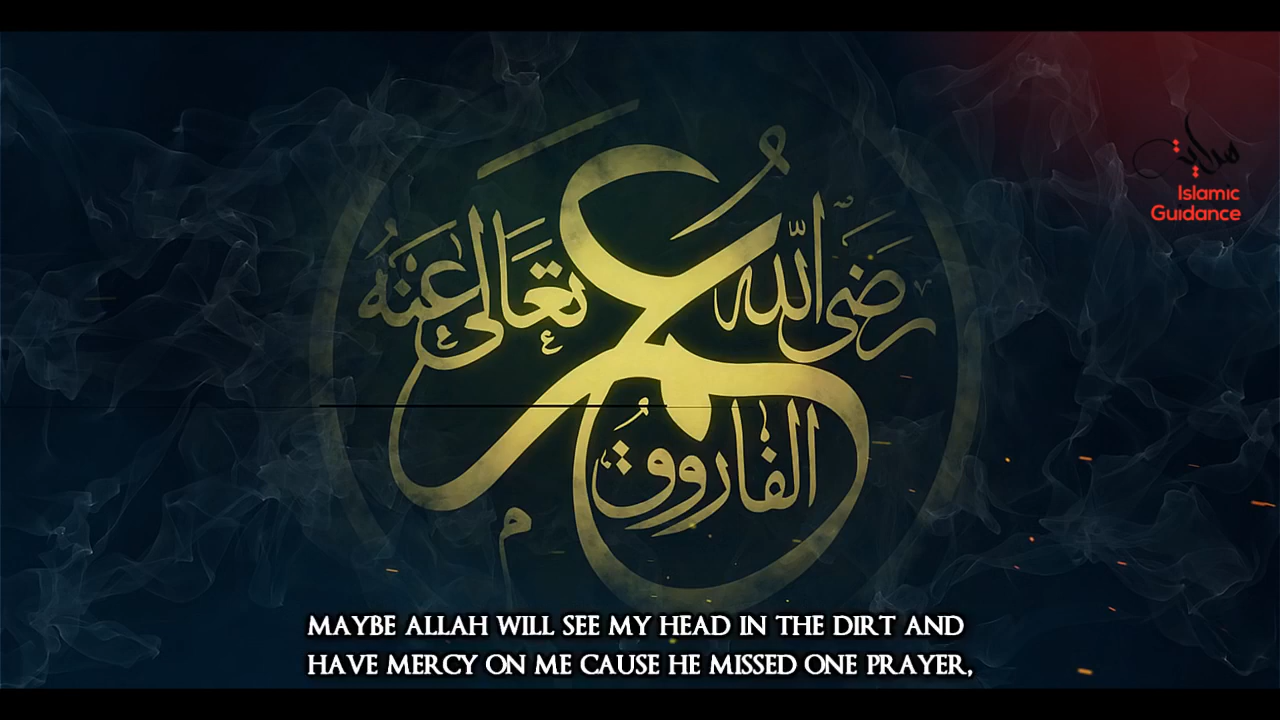 هداية
Islamic
Guidance
عمر
رضي الله تعالى عنه
الفاروق
MAYBE ALLAH WILL SEE MY HEAD IN THE DIRT AND
HAVE MERCY ON ME CAUSE HE MISSED ONE PRAYER,